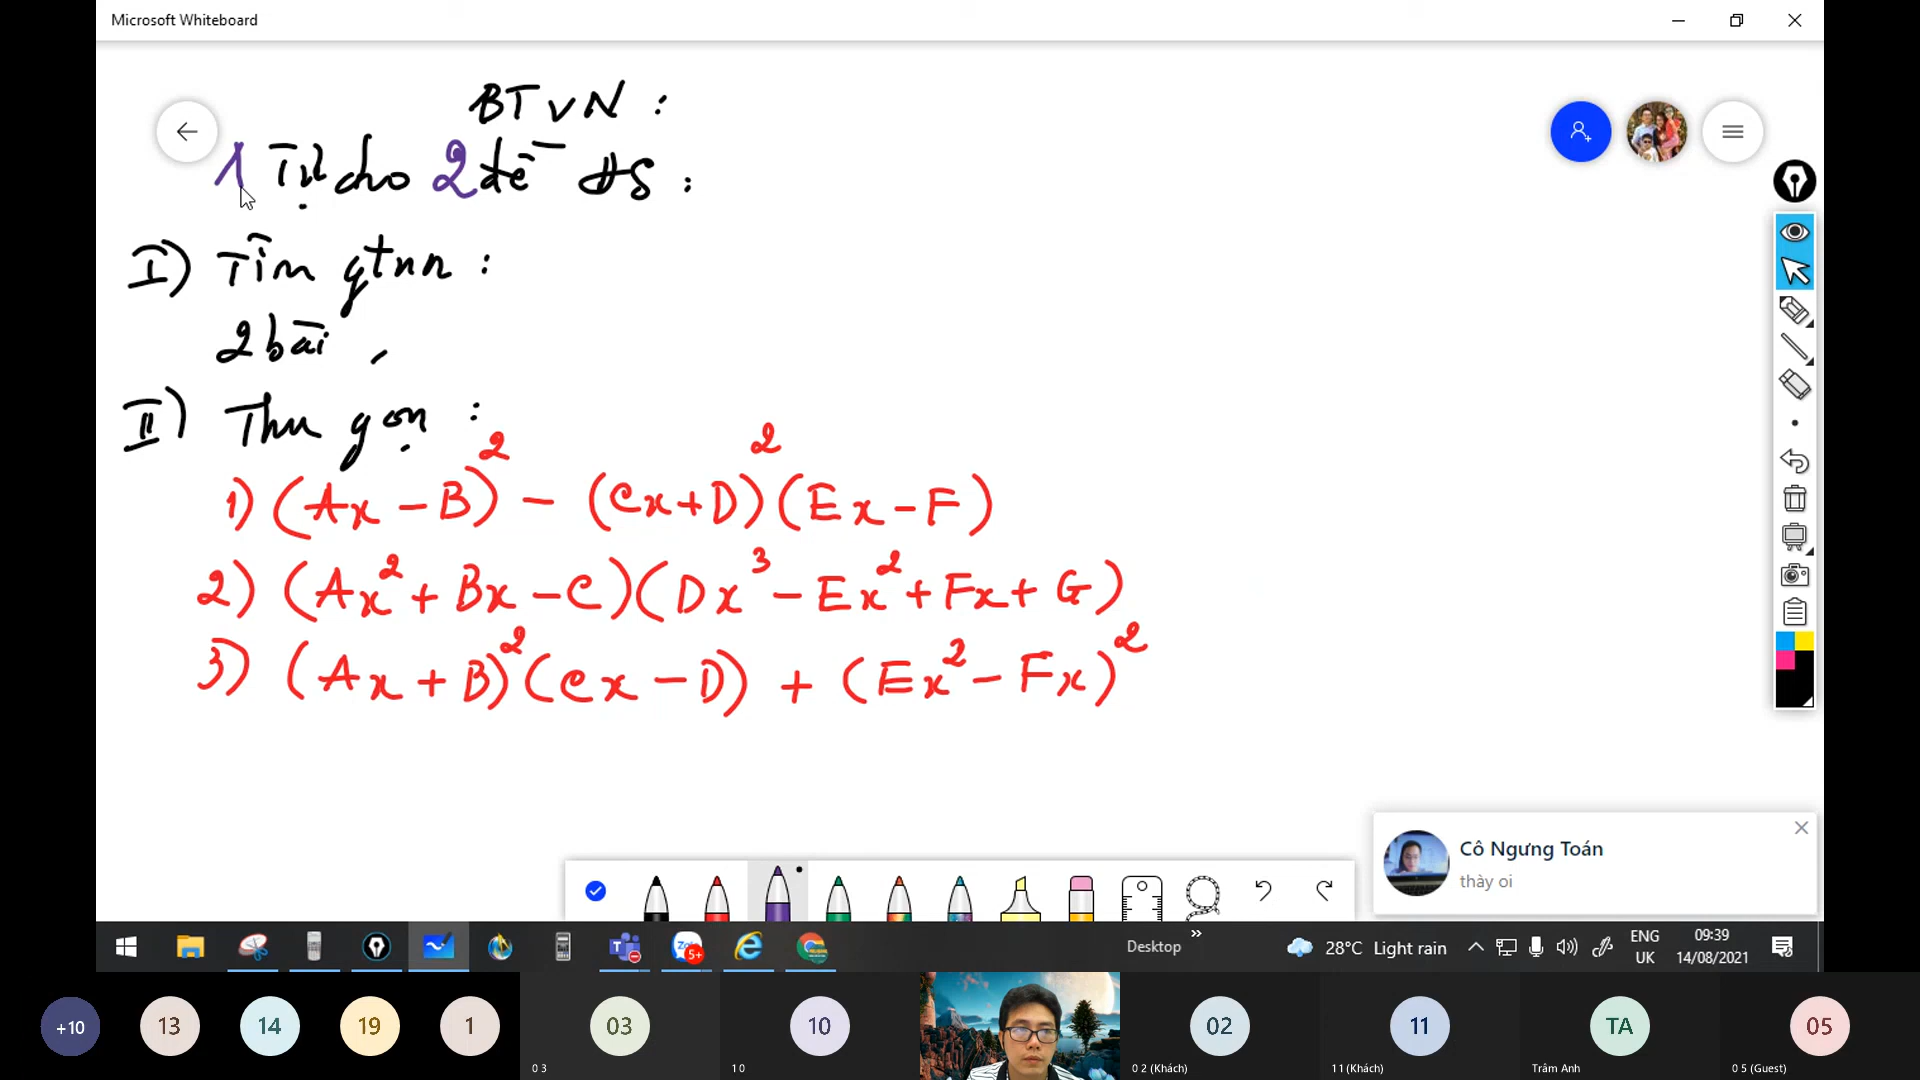 Microsoft Whiteboard
BTVN :
1 Tự cho 2 đề ĐS :
I) Tìm gtnn :
2 bài,
II) Thu gọn :
1) (Ax - B)² - (Cx+D)²(Ex-F)
2) (Ax² + Bx - C)(Dx³ - Ex² + Fx + G)
3) (Ax + B)²(Cx - D) + (Ex² - Fx)²
Cô Ngưng Toán
thày oi
Desktop
28°C Light rain
ENG
UK
09:39
14/08/2021
5+
+10
13
14
19
1
03
10
02
11
TA
05
0 3
1 0
0 2 (Khách)
1 1 (Khách)
Trâm Anh
0 5 (Guest)